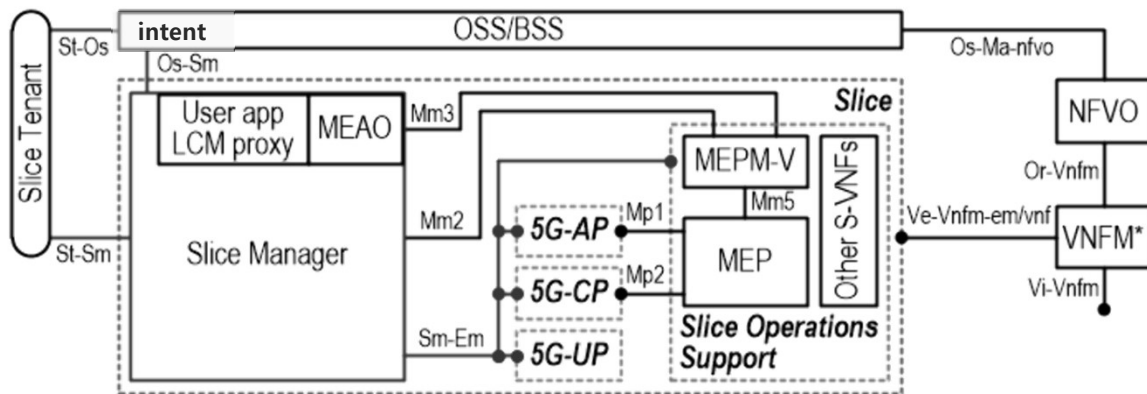 intent
OSS/BSS
St-Os
Os-Sm
Os-Ma-nfvo
Slice Tenant
User app
LCM proxy
MEAO
Mm3
Slice
NFVO
MEPM-V
Other S-VNFs
Or-Vnfm
Mm5
Mp1
Ve-Vnfm-em/vnf
St-Sm
Slice Manager
Mm2
5G-AP
MEP
VNFM*
Mp2
5G-CP
Vi-Vnfm
Sm-Em
5G-UP
Slice Operations
Support